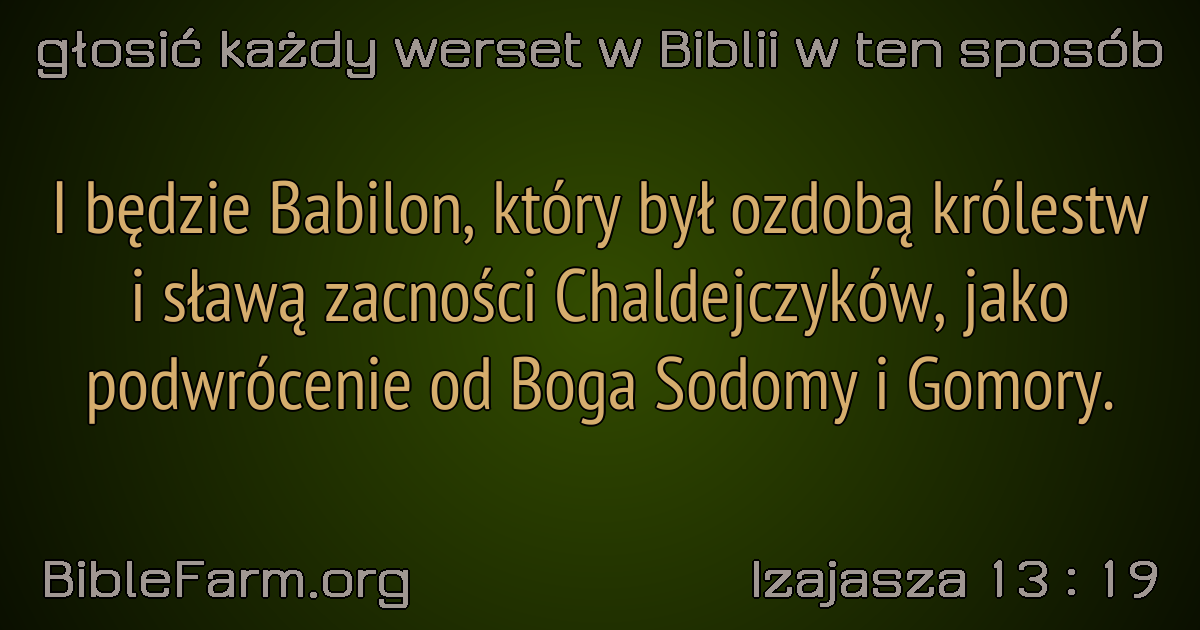 głosić każdy werset w Biblii w ten sposób
I będzie Babilon, który był ozdobą królestw
i sławą zacności Chaldejczyków, jako
podwrócenie od Boga Sodomy i Gomory.
BibleFarm.org
Izajasza 13 : 19